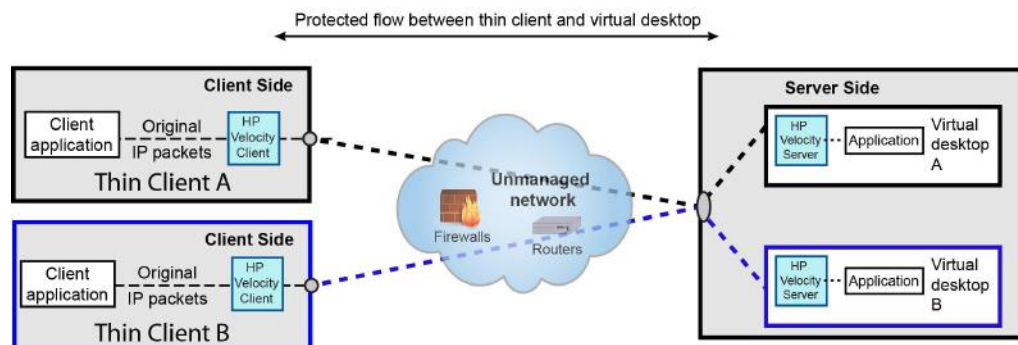 Protected flow between thin client and virtual desktop
Client Side
Client
application
Original
IP packets
HP
Velocity
Client
Thin Client A
Client Side
Client
application
Original
IP packets
HP
Velocity
Client
Thin Client B
Unmanaged
network
Firewalls
Routers
Server Side
HP
Velocity
Server
Application
Virtual
desktop
A
HP
Velocity
Server
Application
Virtual
desktop
B